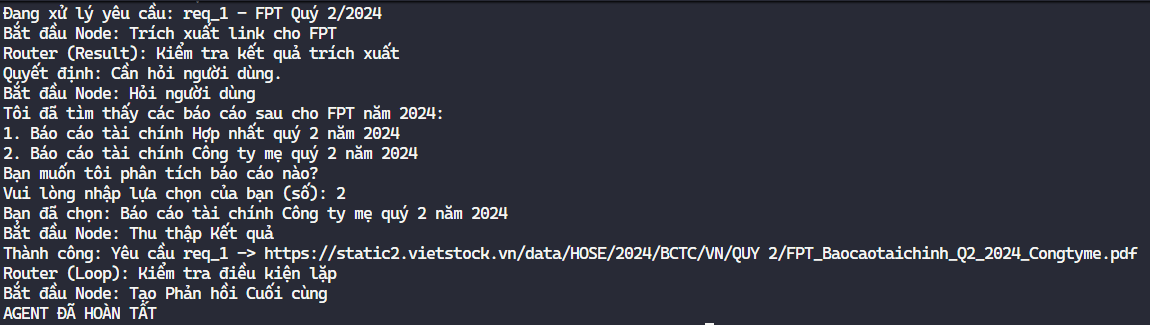 Đang xử lý yêu cầu: req_1 - FPT Quý 2/2024
Bắt đầu Node: Trích xuất link cho FPT
Router (Result): Kiểm tra kết quả trích xuất
Quyết định: Cần hỏi người dùng.
Bắt đầu Node: Hỏi người dùng
Tôi đã tìm thấy các báo cáo sau cho FPT năm 2024:
1. Báo cáo tài chính Hợp nhất quý 2 năm 2024
2. Báo cáo tài chính Công ty mẹ quý 2 năm 2024
Bạn muốn tôi phân tích báo cáo nào?
Vui lòng nhập lựa chọn của bạn (số): 2
Bạn đã chọn: Báo cáo tài chính Công ty mẹ quý 2 năm 2024
Bắt đầu Node: Thu thập Kết quả
Thành công: Yêu cầu req_1 -> https://static2.vietstock.vn/data/HOSE/2024/BCTC/VN/QUY 2/FPT_Baocaotaichinh_Q2_2024_Congtyme.pdf
Router (Loop): Kiểm tra điều kiện lặp
Bắt đầu Node: Tạo Phản hồi Cuối cùng
AGENT ĐÃ HOÀN TẤT